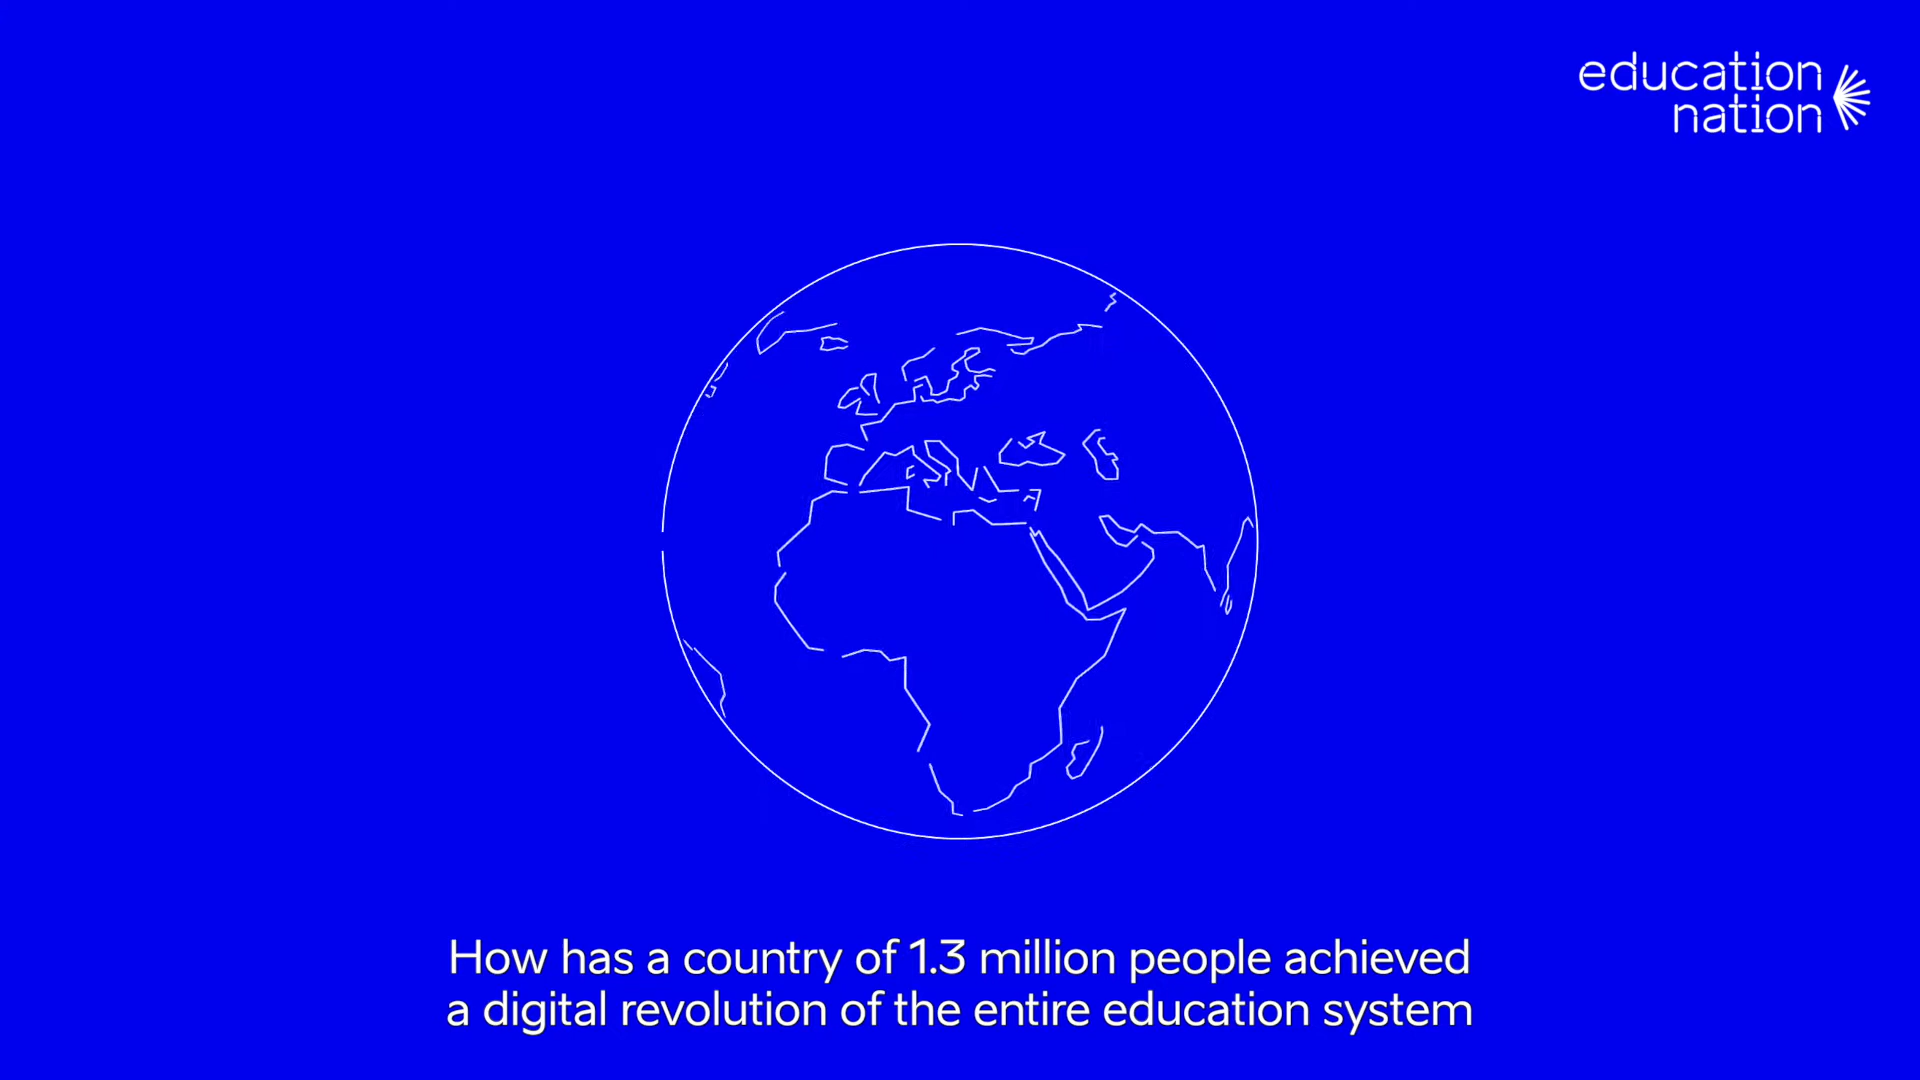 education
nation
How has a country of 1.3 million people achieved
a digital revolution of the entire education system